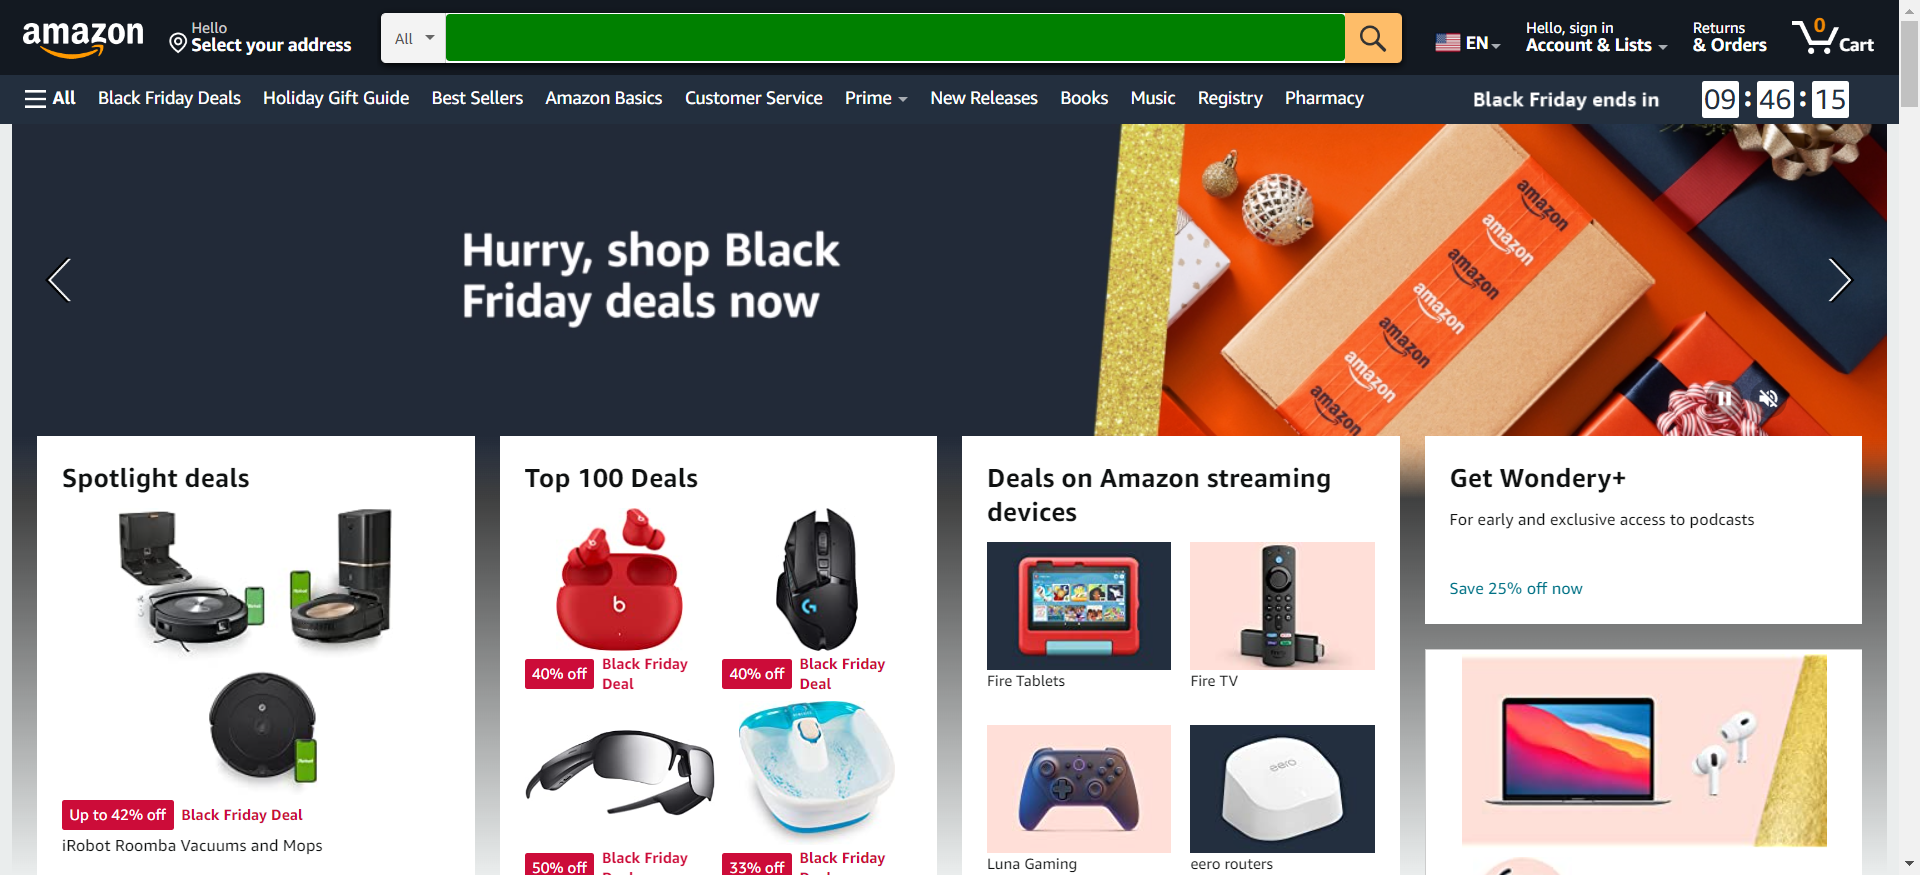 amazon
Hello
Select your address
All
EN
Hello, sign in
Account & Lists
Returns
& Orders
0
Cart
All
Black Friday Deals
Holiday Gift Guide
Best Sellers
Amazon Basics
Customer Service
Prime
New Releases
Books
Music
Registry
Pharmacy
Black Friday ends in
09 : 46 : 15
Hurry, shop Black
Friday deals now
amazon
amazon
amazon
amazon
amazon
amazon
amazon
Spotlight deals
Up to 42% off
Black Friday Deal
iRobot Roomba Vacuums and Mops
Top 100 Deals
40% off
Black Friday
Deal
40% off
Black Friday
Deal
50% off
Black Friday
33% off
Black Friday
Deals on Amazon streaming
devices
Fire Tablets
Fire TV
Luna Gaming
eero
eero routers
Get Wondery+
For early and exclusive access to podcasts
Save 25% off now